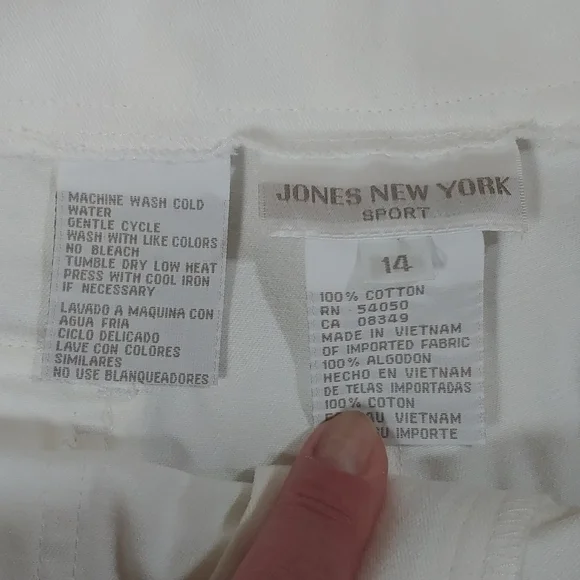 MACHINE WASH COLD
WATER
GENTLE CYCLE
WASH WITH LIKE COLORS
NO BLEACH
TUMBLE DRY LOW HEAT
PRESS WITH COOL IRON
IF NECESSARY
LAVADO A MAQUINA CON
AGUA FRIA
CICLO DELICADO
LAVE CON COLORES
SIMILARES
NO USE BLANQUEADORES
JONES NEW YORK
SPORT
14
100% COTTON
RN 54050
CA 08349
MADE IN VIETNAM
OF IMPORTED FABRIC
100% ALGODON
HECHO EN VIETNAM
DE TELAS IMPORTADAS
100% COTON
AU VIETNAM
IMPORTE